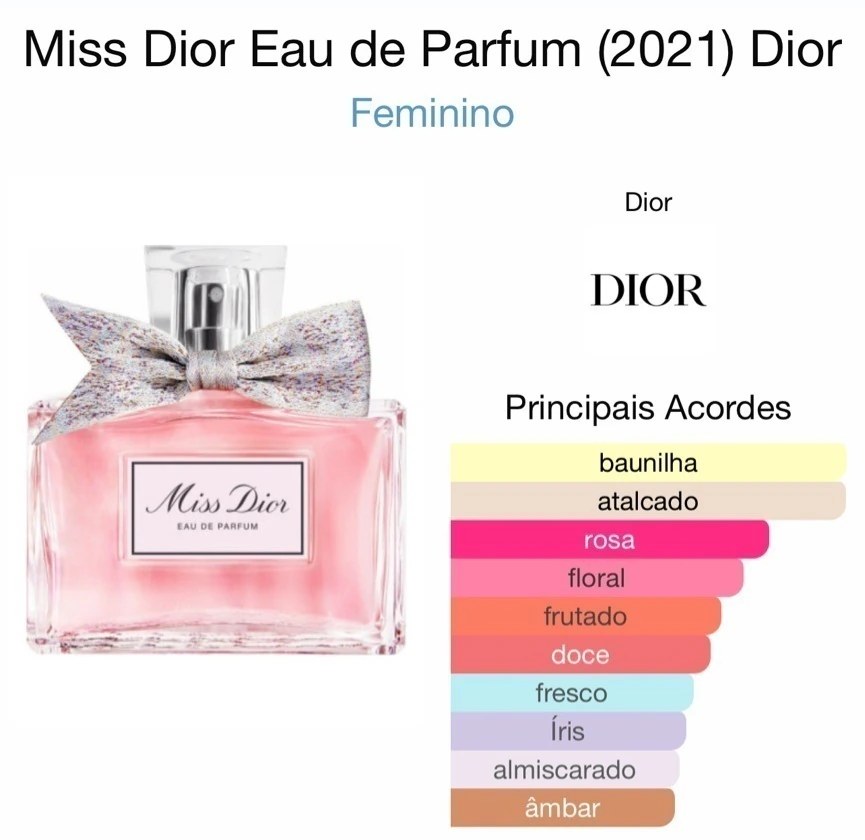 Miss Dior Eau de Parfum (2021) Dior
Feminino
Dior
DIOR
Miss Dior
EAU DE PARFUM
Principais Acordes
baunilha
atalcado
rosa
floral
frutado
doce
fresco
Íris
almiscarado
âmbar